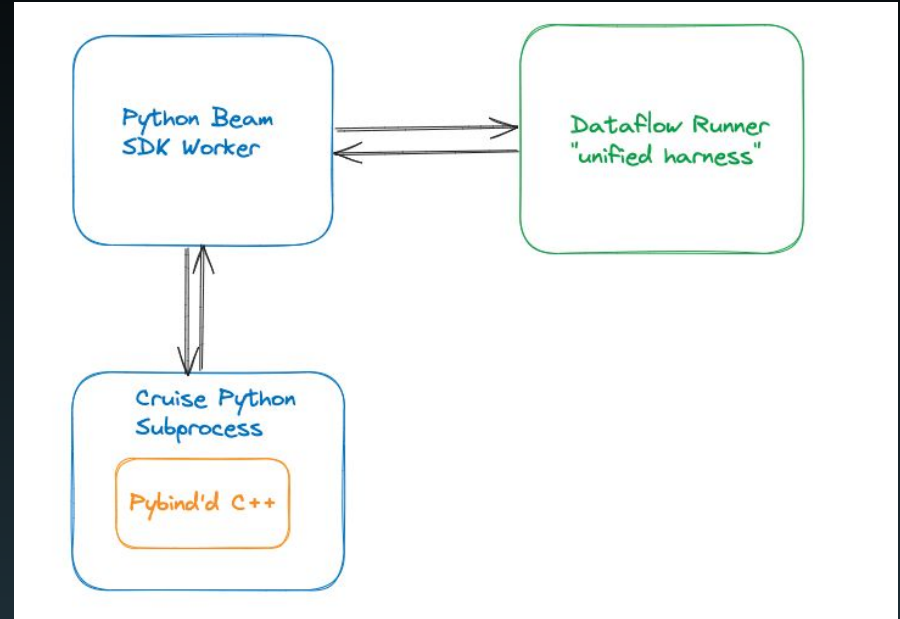 Python Beam
SDK Worker
Dataflow Runner
"unified harness"
Cruise Python
Subprocess
Pybind'd C++